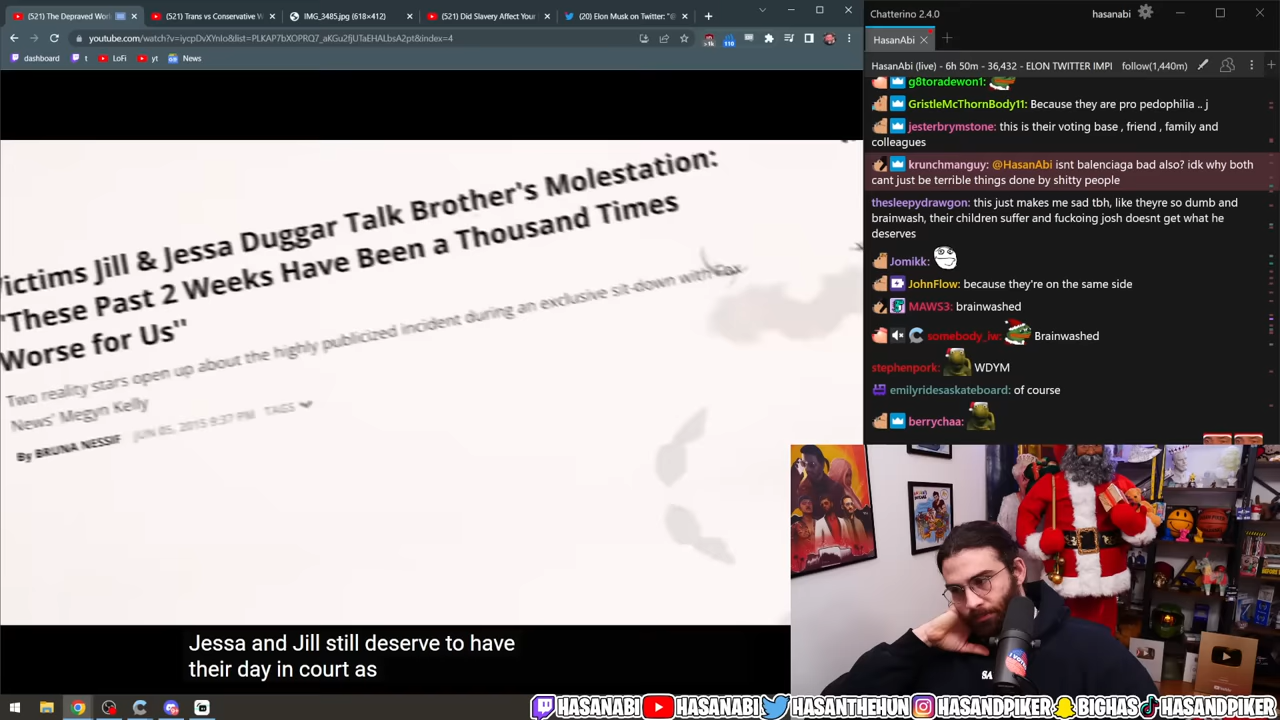 (521) The Depraved Worl
(521) Trans vs Conservative W
IMG_3485.jpg (618×412)
(521) Did Slavery Affect Your
(20) Elon Musk on Twitter: "@
youtube.com/watch?v=iycpDvXYnIo&list=PLKAP7bXOPRQ7_aKGu2fjUTaEHALbsA2pt&index=4
dashboard
t
LoFi
yt
News
Victims Jill & Jessa Duggar Talk Brother's Molestation:
"These Past 2 Weeks Have Been a Thousand Times
Worse for Us"
Two reality stars open up about the highly publicized incident during an exclusive sit-down with Fox
News' Megyn Kelly
By BRUNA NESSIF JUN 05, 2015 9:37 PM TAGS
Jessa and Jill still deserve to have
their day in court as
Chatterino 2.4.0
hasanabi
HasanAbi
HasanAbi (live) - 6h 50m - 36,432 - ELON TWITTER IMPI
follow(1,440m)
g8toradewon1:
GristleMcThornBody11: Because they are pro pedophilia .. j
jesterbrymstone: this is their voting base , friend , family and
colleagues
krunchmanguy: @HasanAbi isnt balenciaga bad also? idk why both
cant just be terrible things done by shitty people
thesleepydrawgon: this just makes me sad tbh, like theyre so dumb and
brainwash, their children suffer and fuckoing josh doesnt get what he
deserves
Jomikk:
JohnFlow: because they're on the same side
MAWS3: brainwashed
somebody_iw: Brainwashed
stephenpork: WDYM
emilyridesaskateboard: of course
berrychaa:
HASANABI HASANABI HASANTHEHUN HASANDPIKER BIGHAS HASANDPIKER